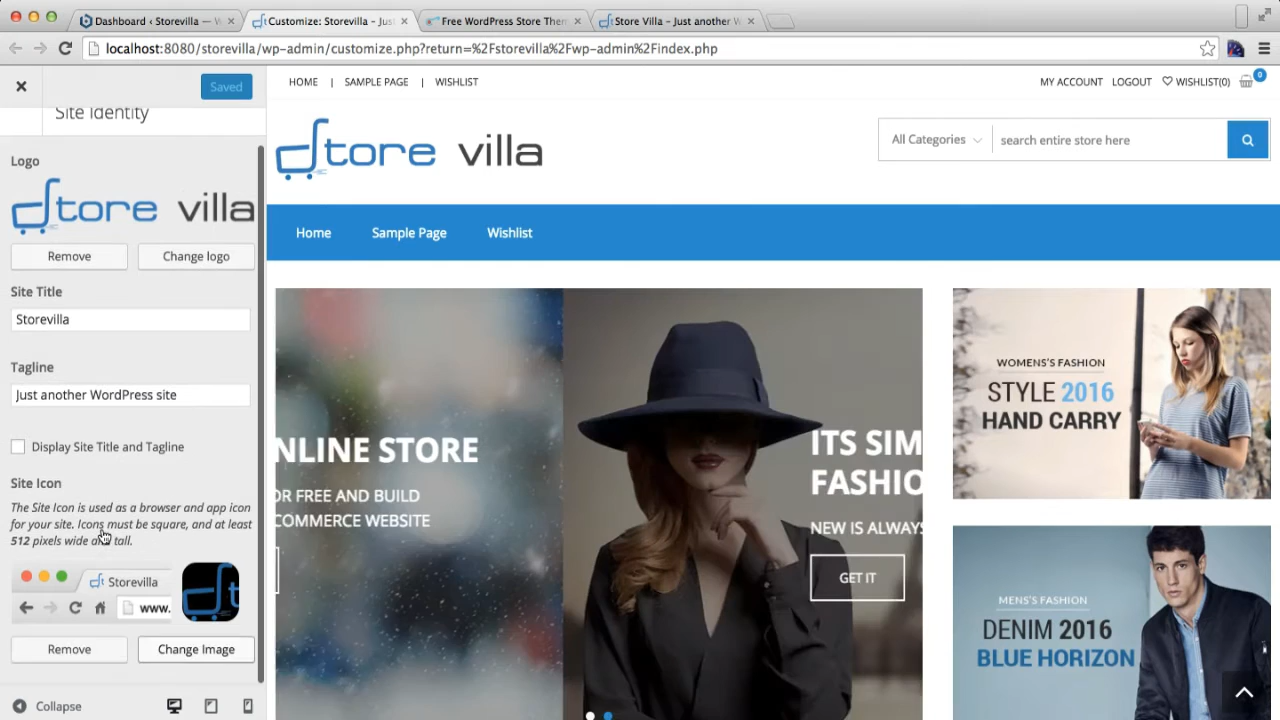 Dashboard ‹ Storevilla — W
Customize: Storevilla – Jus
Free WordPress Store Them
Store Villa – Just another W
localhost:8080/storevilla/wp-admin/customize.php?return=%2Fstorevilla%2Fwp-admin%2Findex.php
Saved
Site Identity
Logo
tore villa
Remove
Change logo
Site Title
Storevilla
Tagline
Just another WordPress site
Display Site Title and Tagline
Site Icon
The Site Icon is used as a browser and app icon
for your site. Icons must be square, and at least
512 pixels wide and tall.
Storevilla
www.
Remove
Change Image
Collapse
HOME | SAMPLE PAGE | WISHLIST
MY ACCOUNT LOGOUT WISHLIST(0) 0
tore villa
All Categories
search entire store here
Home Sample Page Wishlist
NLINE STORE
OR FREE AND BUILD
COMMERCE WEBSITE
ITS SIM
FASHIO
NEW IS ALWAYS
GET IT
WOMENS'S FASHION
STYLE 2016
HAND CARRY
MENS'S FASHION
DENIM 2016
BLUE HORIZON